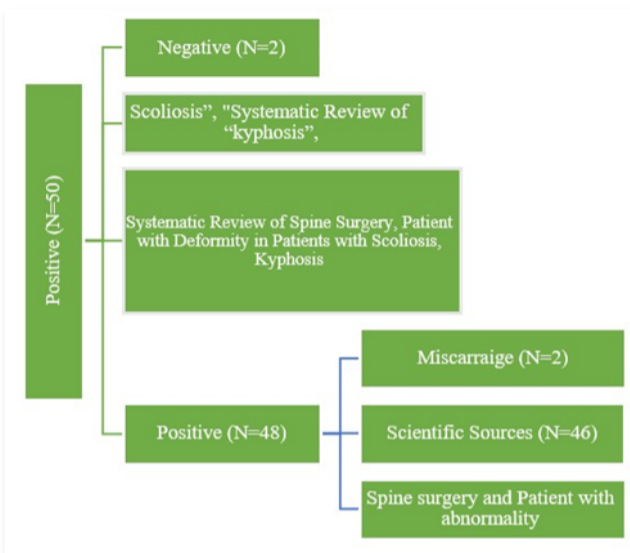 Positive (N=50)
Negative (N=2)
Scoliosis”, "Systematic Review of
“kyphosis”,
Systematic Review of Spine Surgery, Patient
with Deformity in Patients with Scoliosis,
Kyphosis
Positive (N=48)
Miscarraige (N=2)
Scientific Sources (N=46)
Spine surgery and Patient with
abnormality